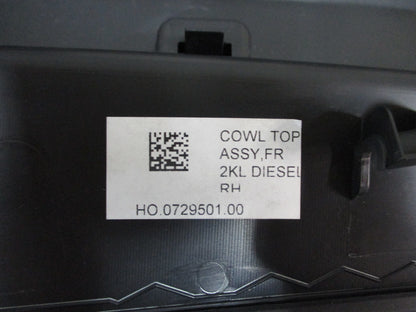 COWL TOP
ASSY,FR
2KL DIESEL
RH
HO.0729501.00